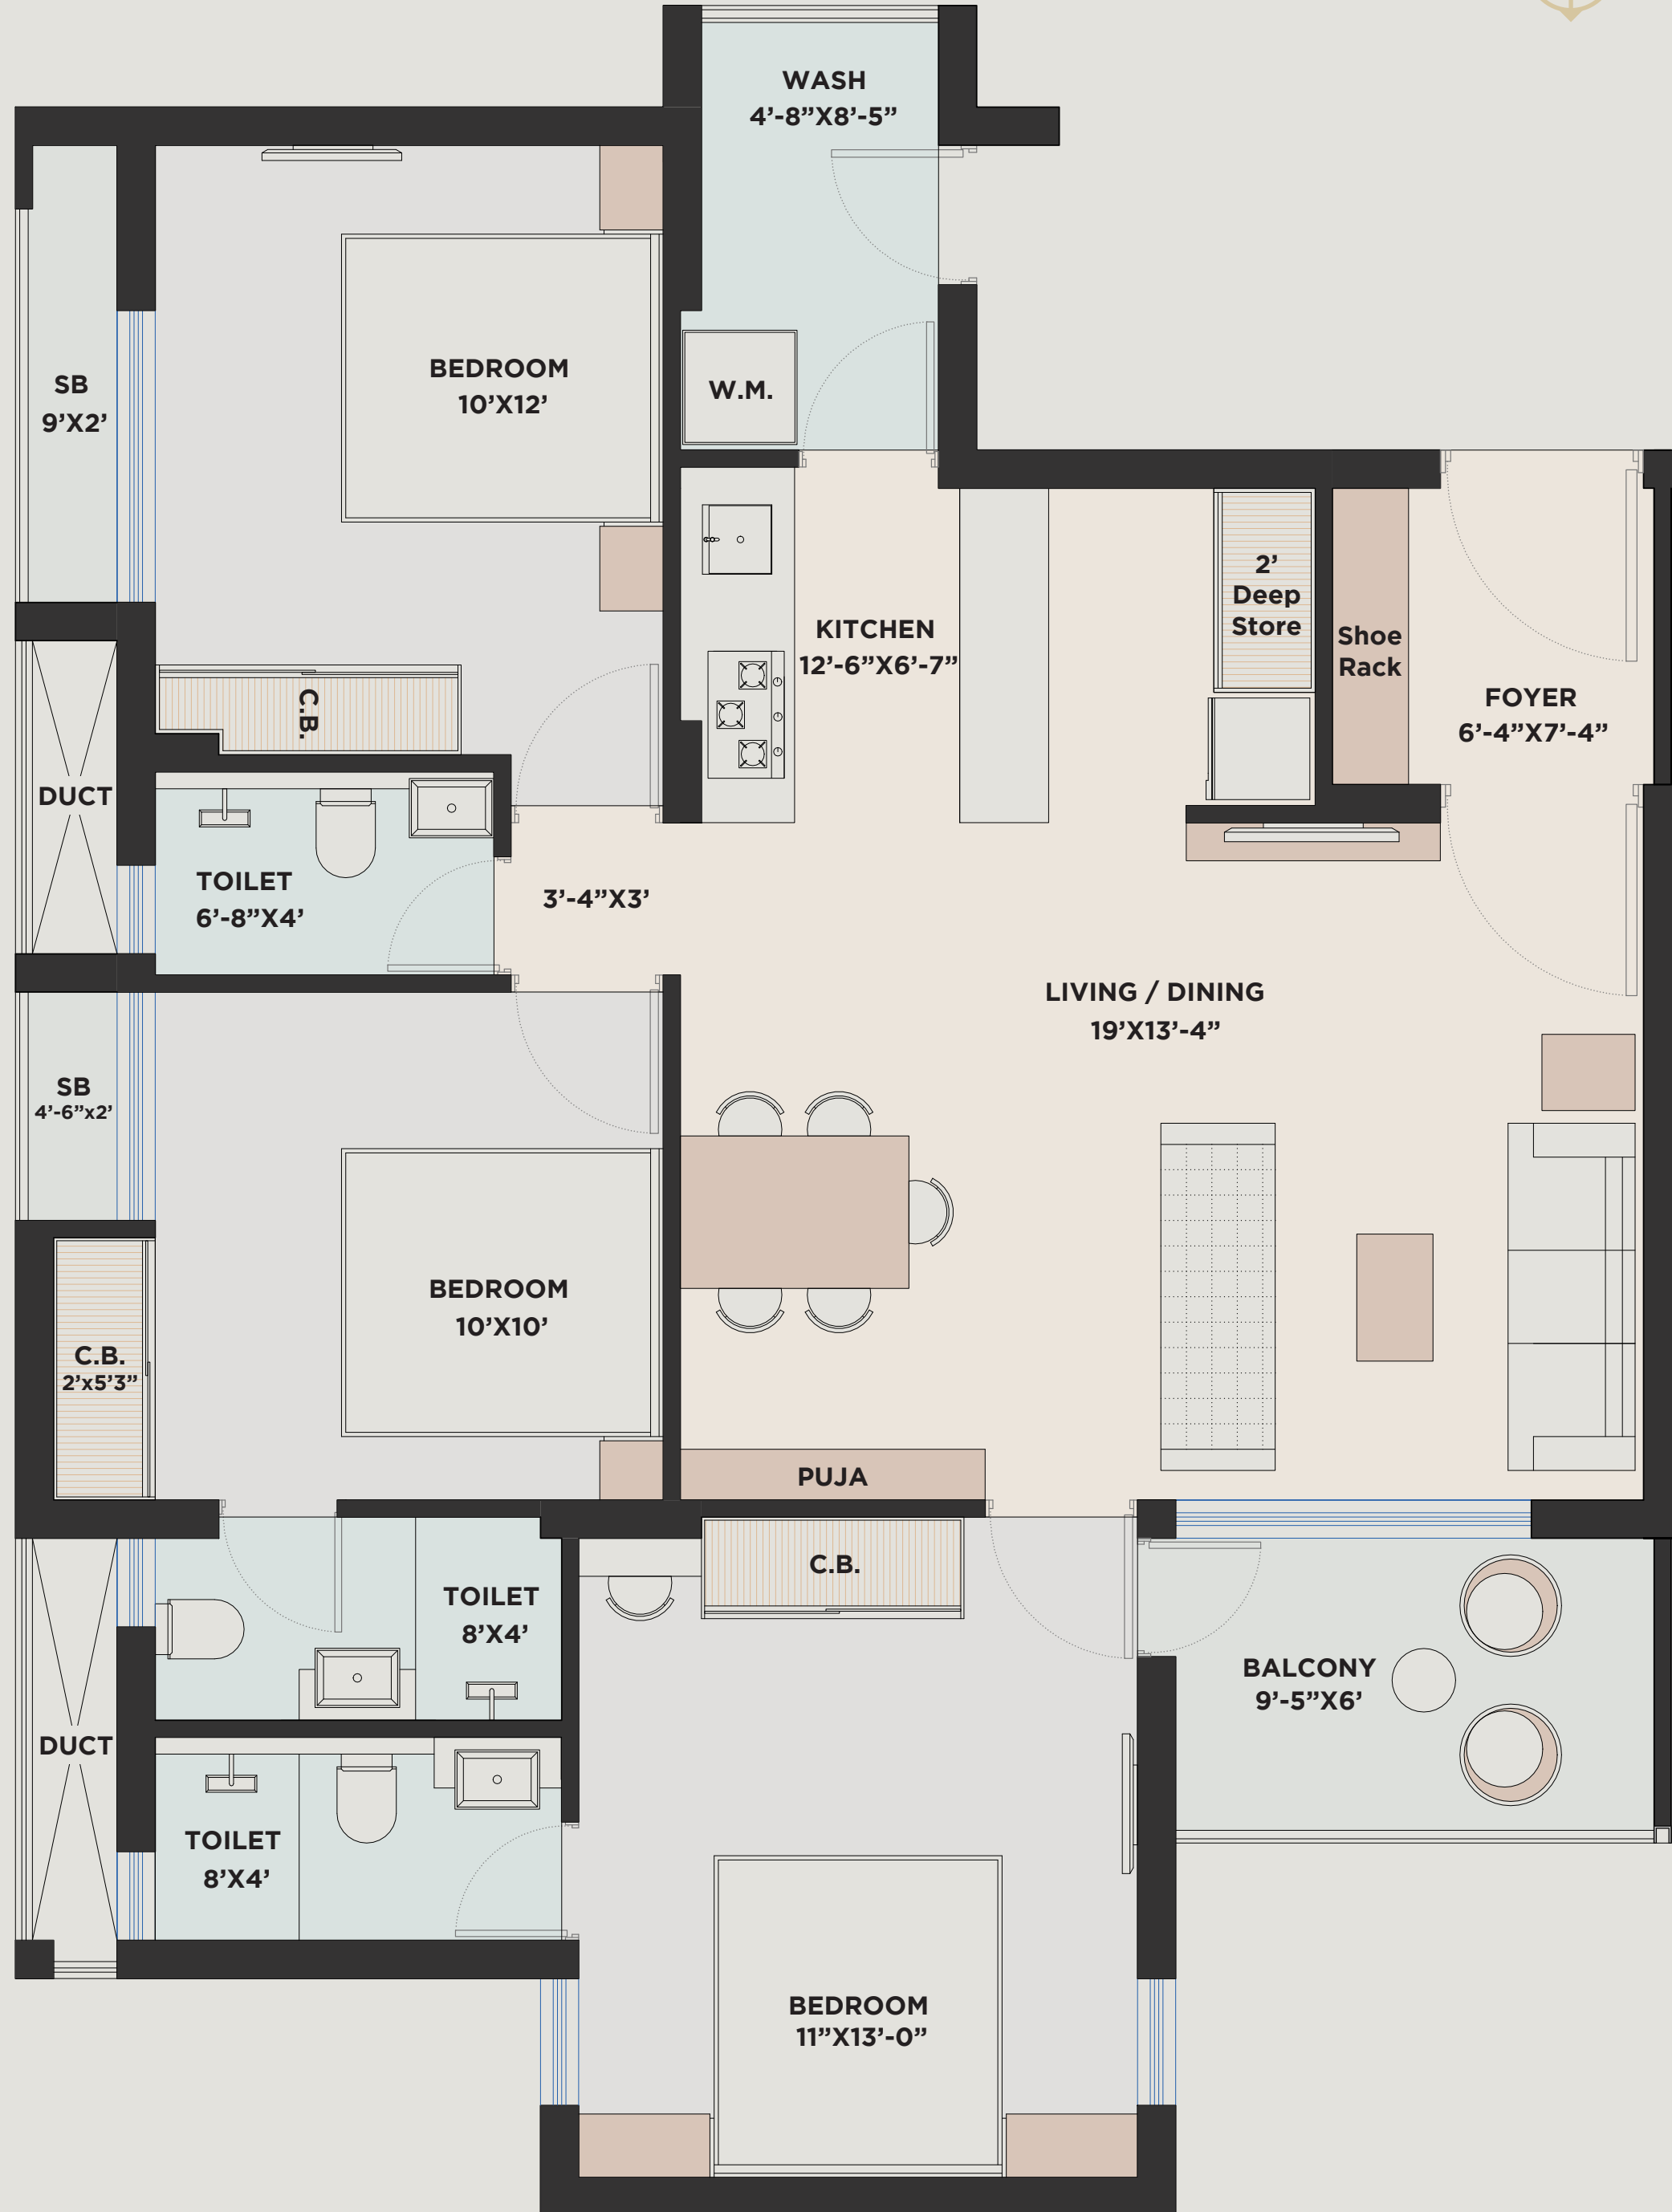 WASH
4’-8”X8’-5”
BEDROOM
10’X12’
SB
9’X2’
W.M.
2’
Deep
Store
KITCHEN
12’-6”X6’-7”
Shoe
Rack
FOYER
6’-4”X7’-4”
C.B.
DUCT
TOILET
6’-8”X4’
3’-4”X3’
LIVING / DINING
19’X13’-4”
SB
4’-6”x2’
BEDROOM
10’X10’
C.B.
2’x5’3”
PUJA
C.B.
TOILET
8’X4’
BALCONY
9’-5”X6’
DUCT
TOILET
8’X4’
BEDROOM
11”X13’-0”